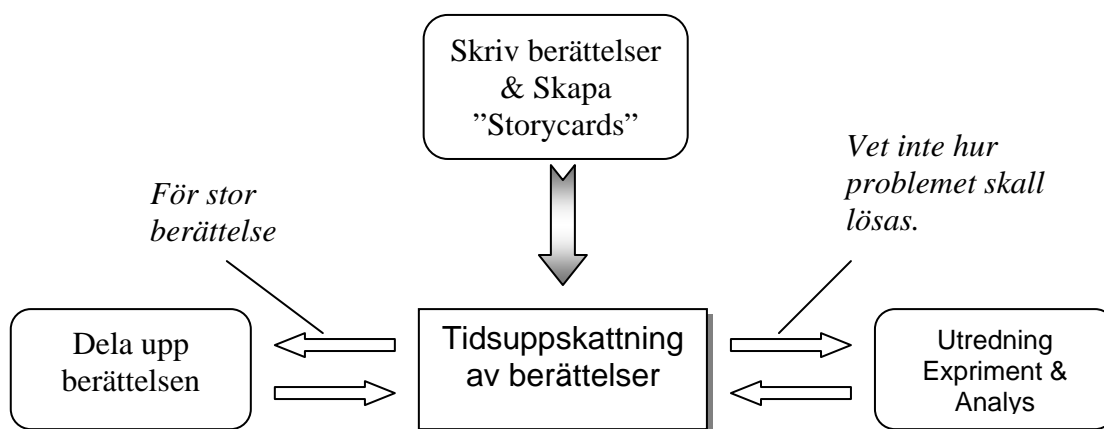 Skriv berättelser
& Skapa
”Storycards”
För stor
berättelse
Vet inte hur
problemet skall
lösas.
Dela upp
berättelsen
Tidsuppskattning
av berättelser
Utredning
Expriment &
Analys